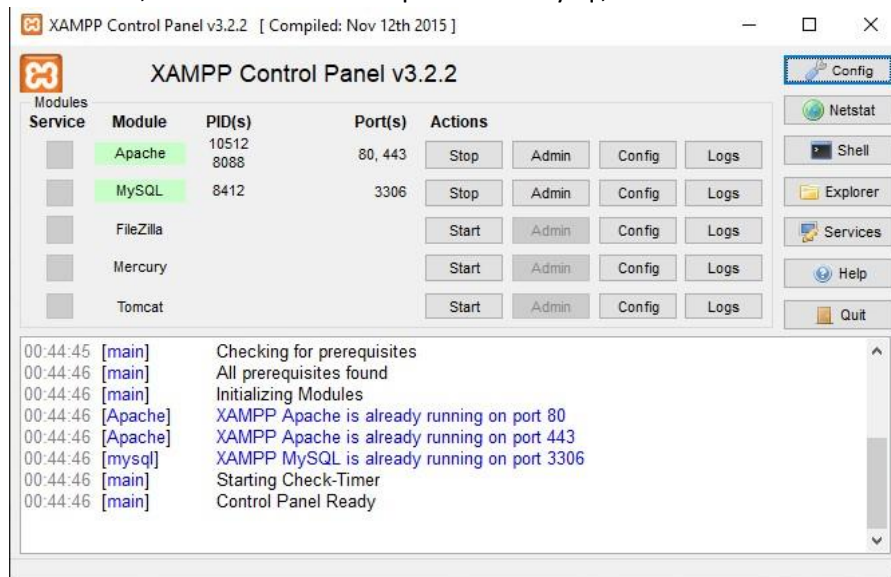 XAMPP Control Panel v3.2.2 [ Compiled: Nov 12th 2015 ]
XAMPP Control Panel v3.2.2
Config
Modules
Service Module PID(s) Port(s) Actions
Netstat
Apache 10512 8088 80, 443 Stop Admin Config Logs
Shell
MySQL 8412 3306 Stop Admin Config Logs
Explorer
FileZilla Start Admin Config Logs
Services
Mercury Start Admin Config Logs
Help
Tomcat Start Admin Config Logs
Quit
00:44:45 [main] Checking for prerequisites
00:44:46 [main] All prerequisites found
00:44:46 [main] Initializing Modules
00:44:46 [Apache] XAMPP Apache is already running on port 80
00:44:46 [Apache] XAMPP Apache is already running on port 443
00:44:46 [mysql] XAMPP MySQL is already running on port 3306
00:44:46 [main] Starting Check-Timer
00:44:46 [main] Control Panel Ready